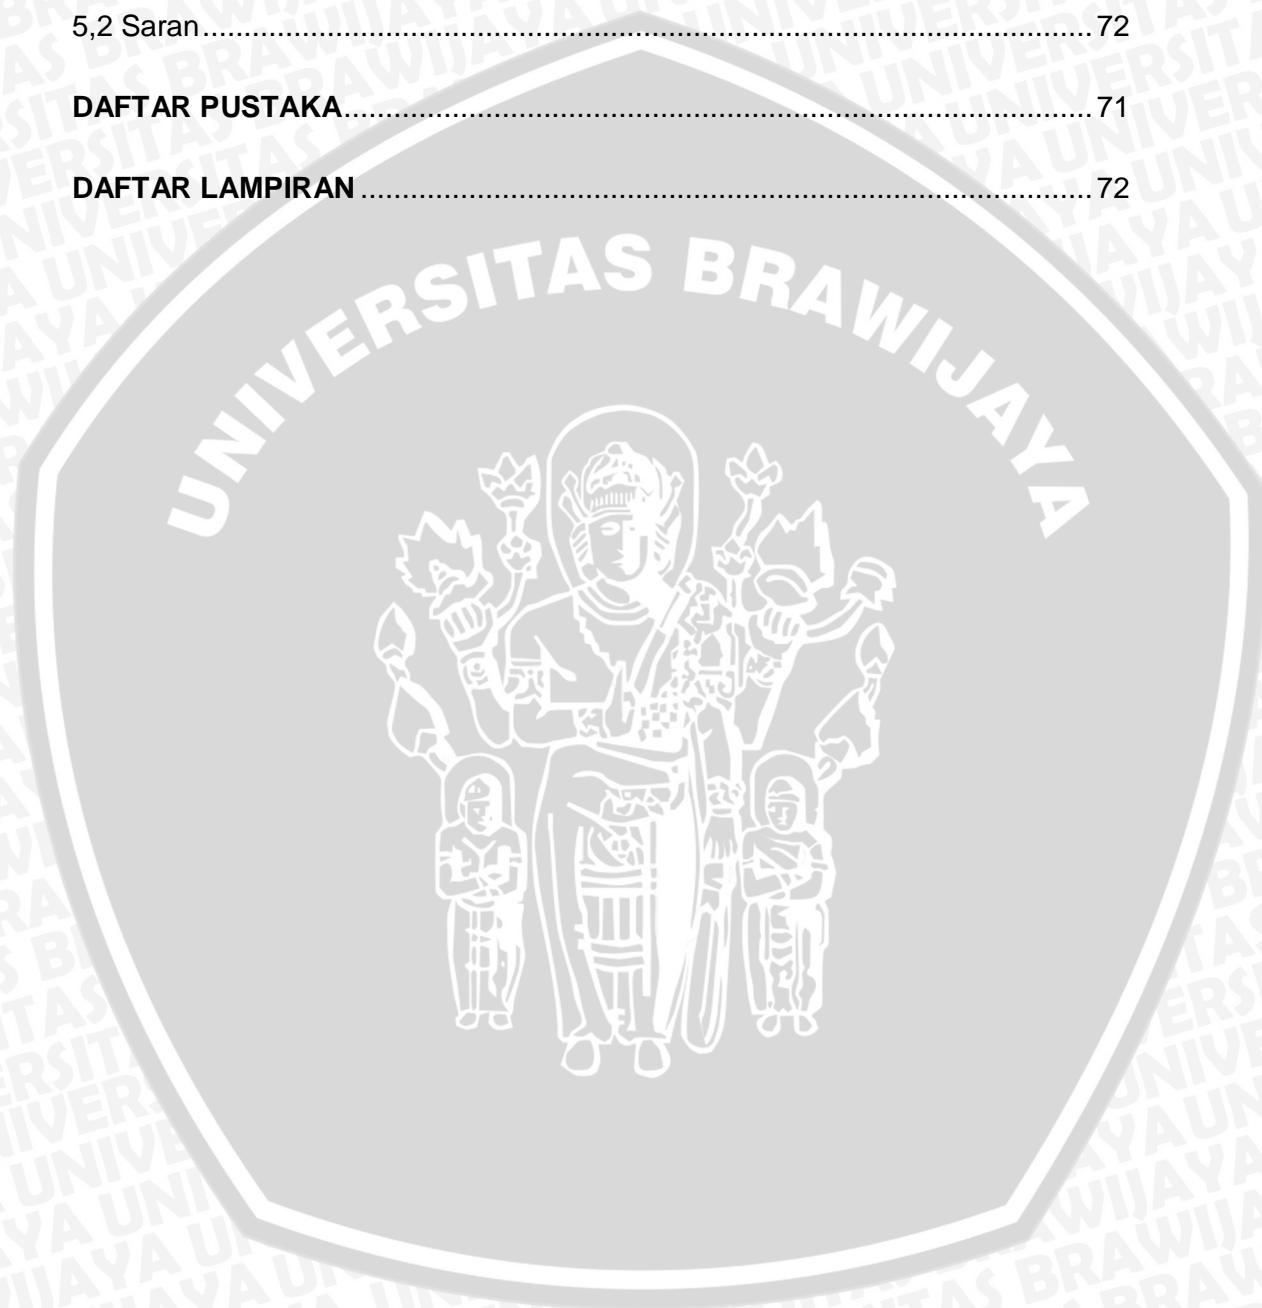 5,2 Saran........................................................................................................... 72
DAFTAR PUSTAKA.......................................................................................... 71
DAFTAR LAMPIRAN ........................................................................................ 72
UNIVERSITAS BRAWIJAYA